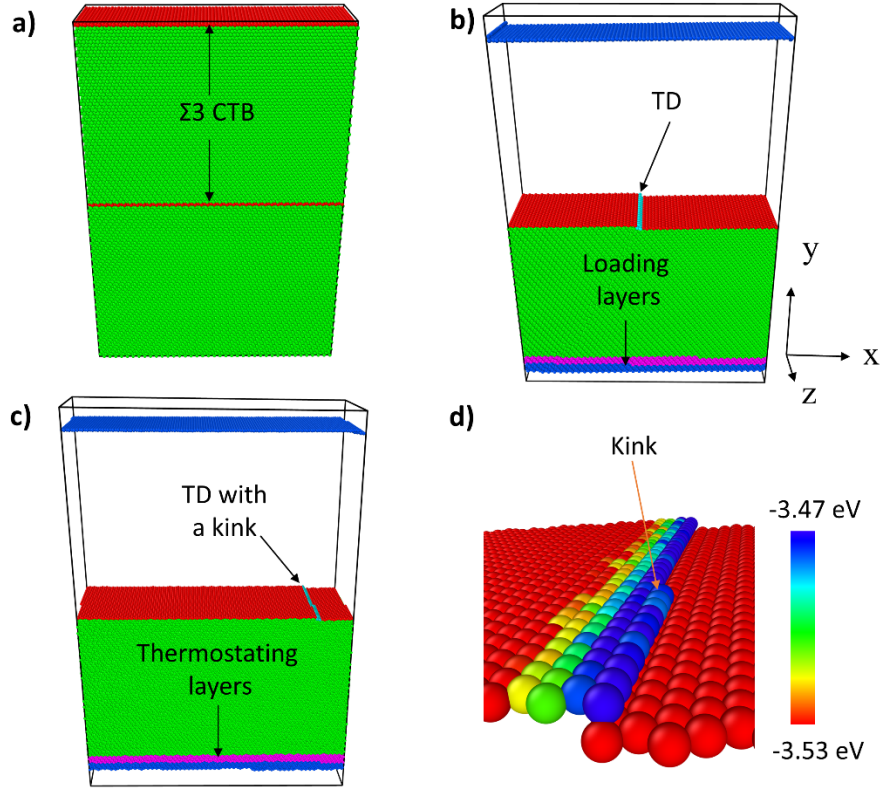 a)
Σ3 CTB
b)
TD
Loading
layers
y
x
z
c)
TD with
a kink
Thermostating
layers
d)
Kink
-3.47 eV
-3.53 eV